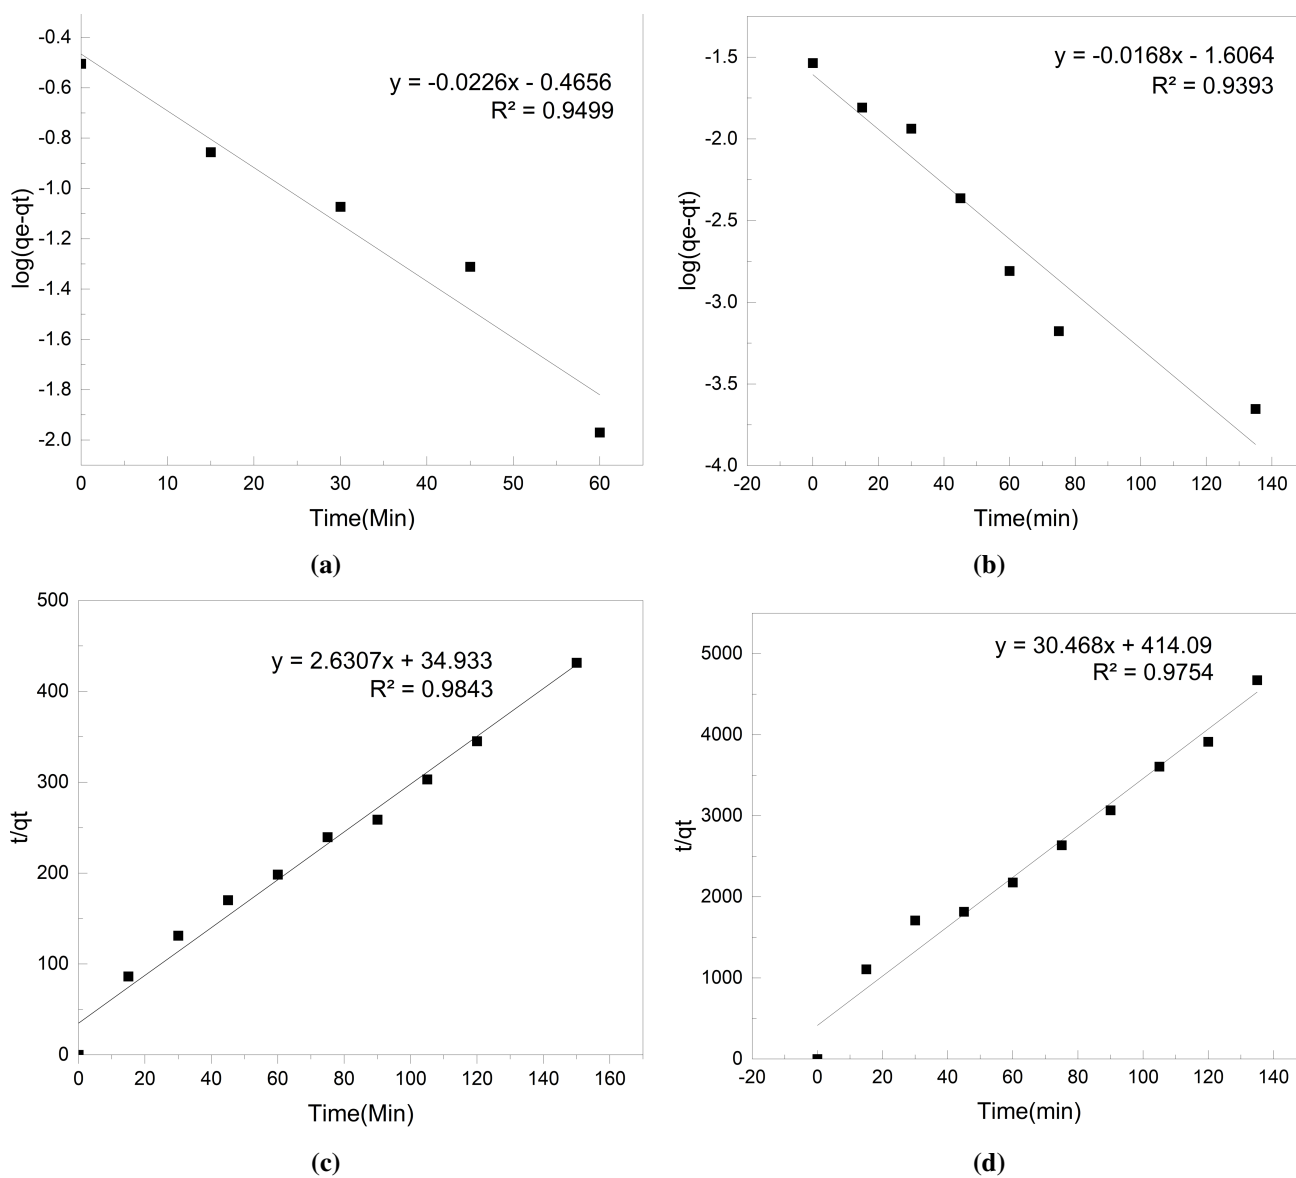 -0.4
-0.6
-0.8
-1.0
-1.2
-1.4
-1.6
-1.8
-2.0
log(qe-qt)
y = -0.0226x - 0.4656
R² = 0.9499
0 10 20 30 40 50 60
Time(Min)
(a)
-1.5
-2.0
-2.5
-3.0
-3.5
-4.0
log(qe-qt)
y = -0.0168x - 1.6064
R² = 0.9393
-20 0 20 40 60 80 100 120 140
Time(min)
(b)
500
400
300
200
100
0
t/qt
y = 2.6307x + 34.933
R² = 0.9843
0 20 40 60 80 100 120 140 160
Time(Min)
(c)
5000
4000
3000
2000
1000
0
t/qt
y = 30.468x + 414.09
R² = 0.9754
-20 0 20 40 60 80 100 120 140
Time(min)
(d)